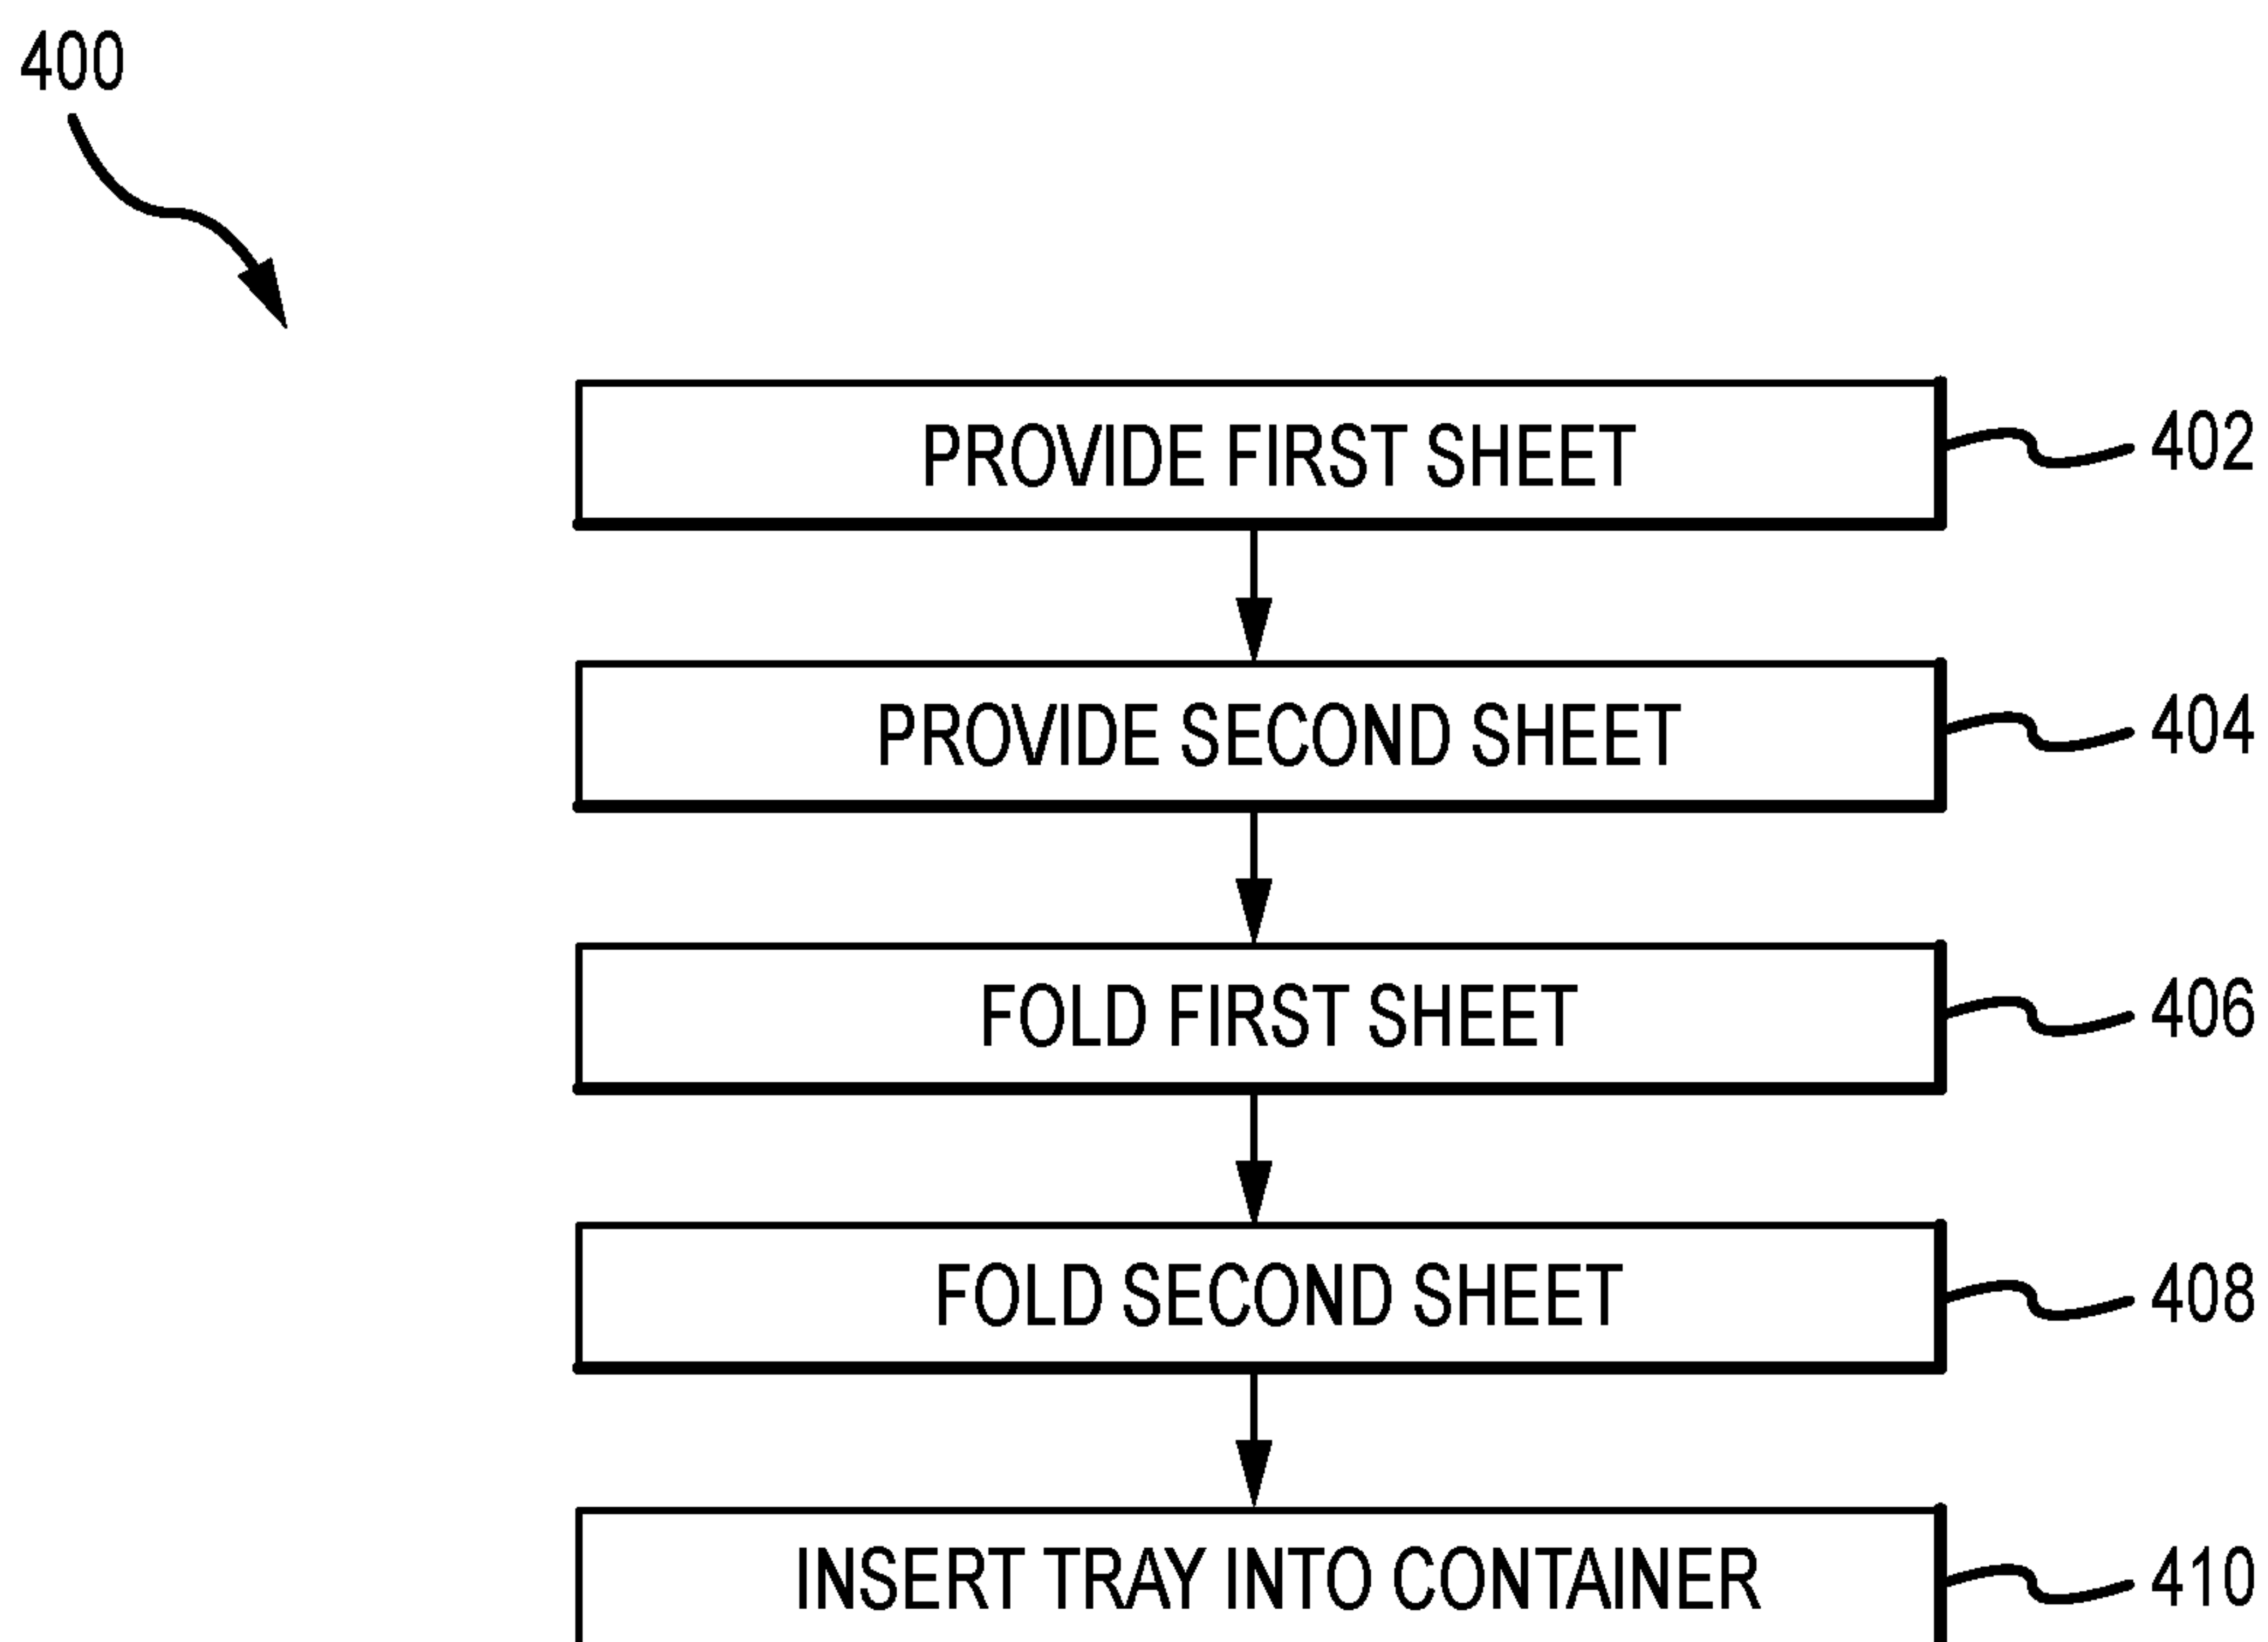 400
PROVIDE FIRST SHEET 402
PROVIDE SECOND SHEET 404
FOLD FIRST SHEET 406
FOLD SECOND SHEET 408
INSERT TRAY INTO CONTAINER 410